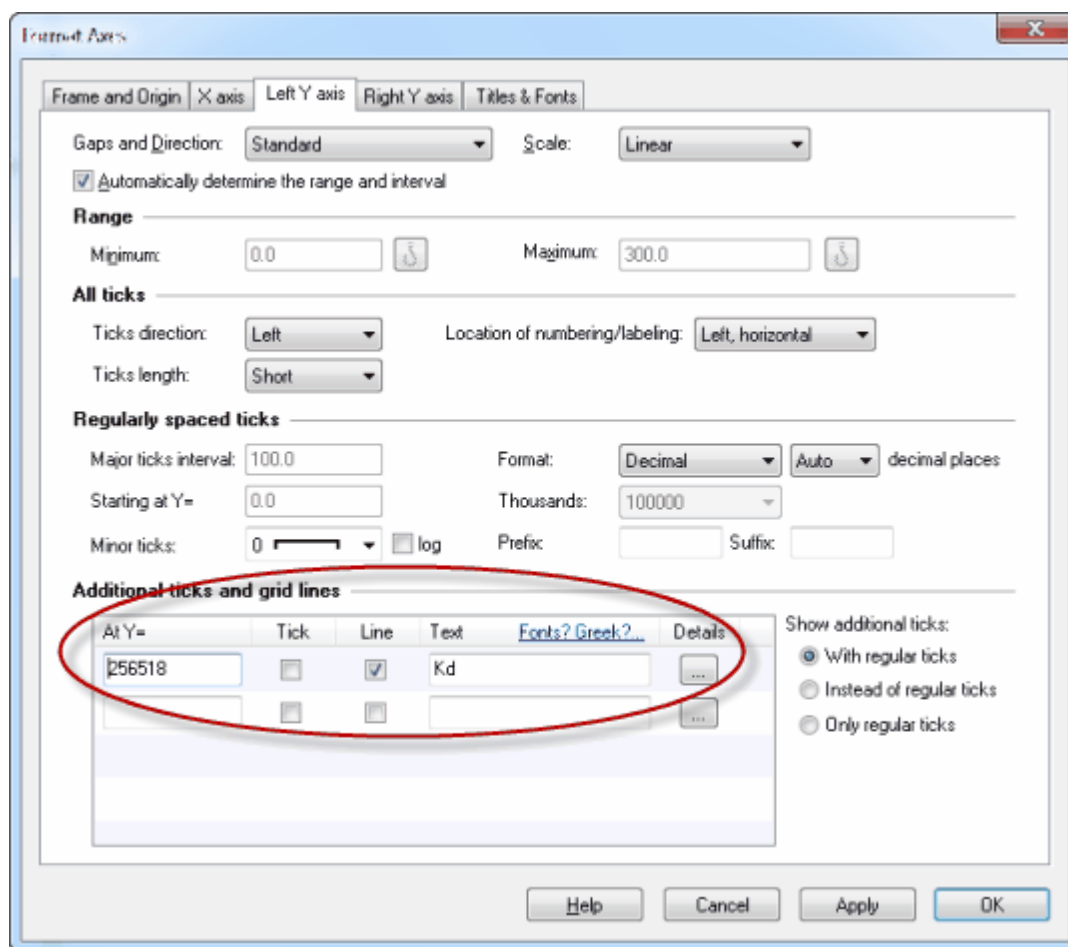 Format Axes
Frame and Origin X axis Left Y axis Right Y axis Titles & Fonts
Gaps and Direction: Standard Scale: Linear
Automatically determine the range and interval
Range
Minimum: 0.0 Maximum: 300.0
All ticks
Ticks direction: Left Location of numbering/labeling: Left, horizontal
Ticks length: Short
Regularly spaced ticks
Major ticks interval: 100.0 Format: Decimal Auto decimal places
Starting at Y= 0.0 Thousands: 100000
Minor ticks: 0 log Prefix: Suffix:
Additional ticks and grid lines
At Y= Tick Line Text Fonts? Greek?... Details Show additional ticks:
256518 Kd ... With regular ticks
... Instead of regular ticks
Only regular ticks
Help Cancel Apply OK